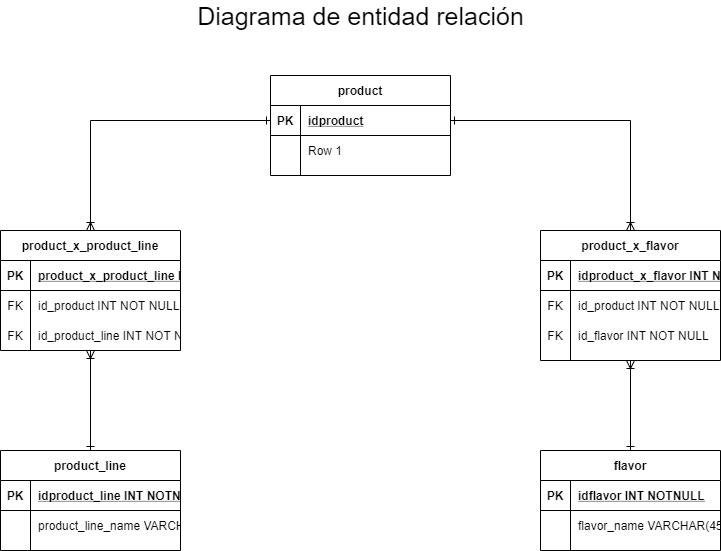 Diagrama de entidad relación
product
PK idproduct
Row 1
product_x_product_line
PK product_x_product_line
FK id_product INT NOT NULL
FK id_product_line INT NOT N
product_x_flavor
PK idproduct_x_flavor INT N
FK id_product INT NOT NULL
FK id_flavor INT NOT NULL
product_line
PK idproduct_line INT NOTN
product_line_name VARCH
flavor
PK idflavor INT NOTNULL
flavor_name VARCHAR(45